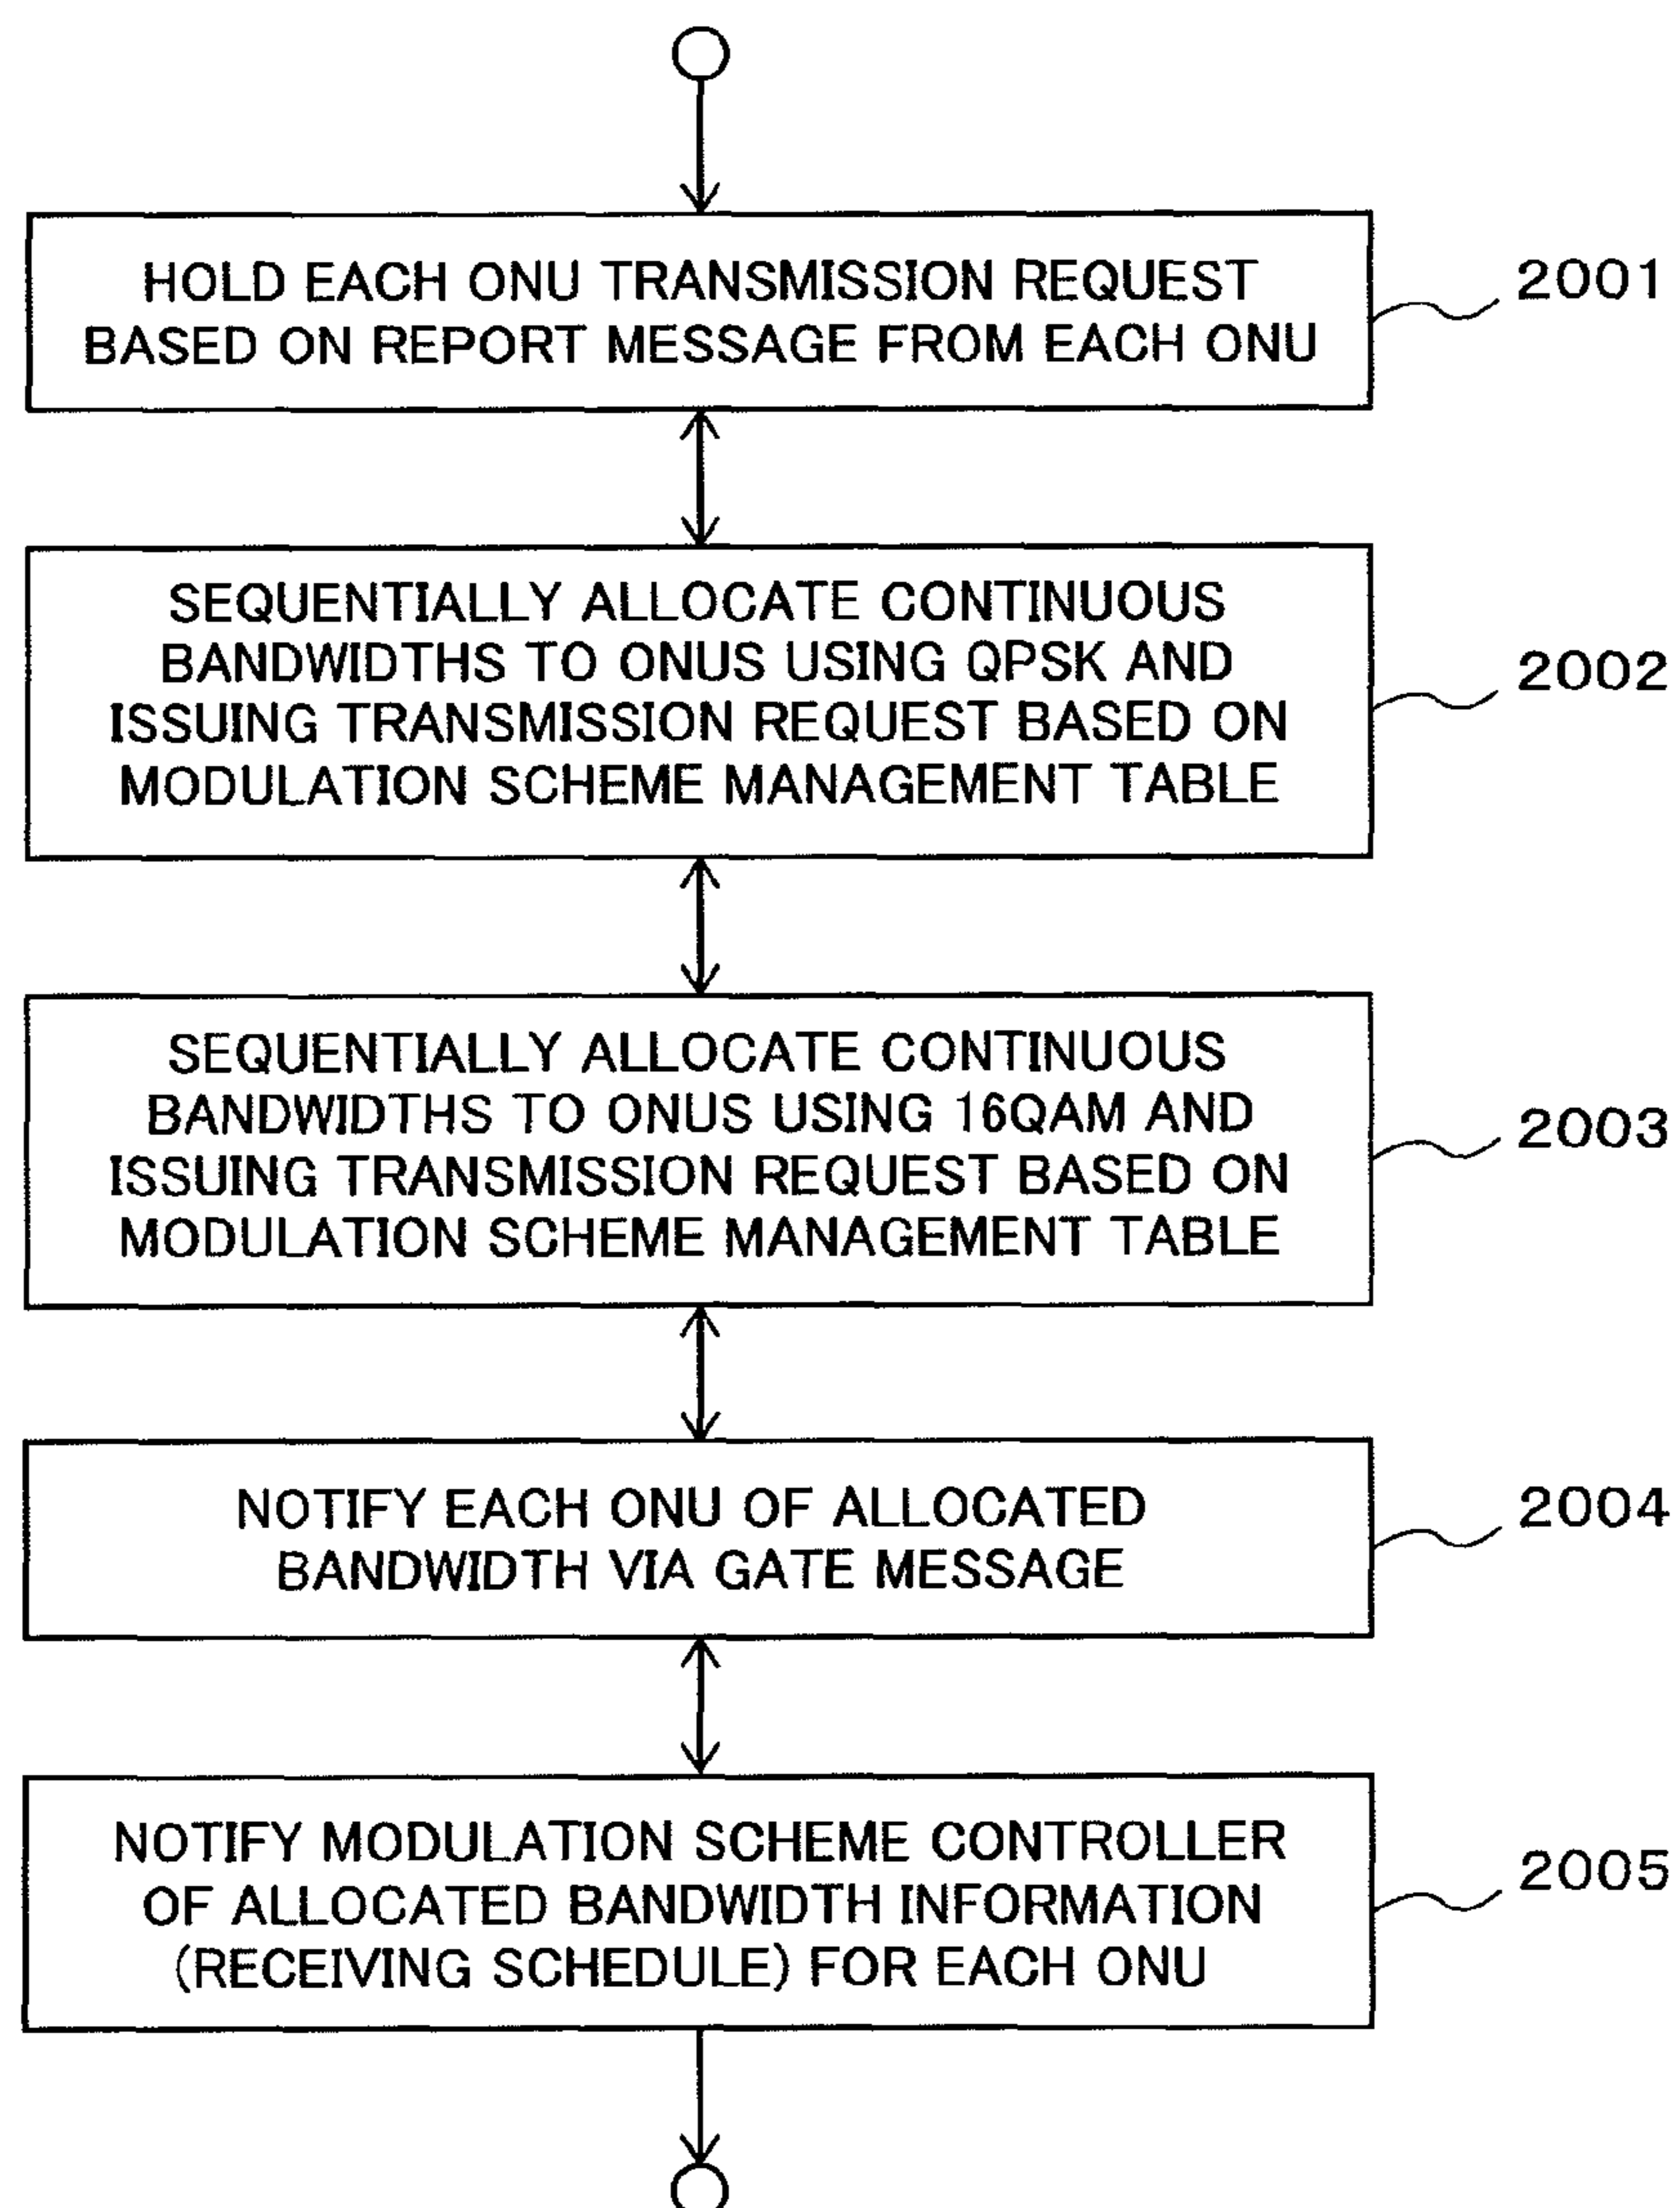 HOLD EACH ONU TRANSMISSION REQUEST
BASED ON REPORT MESSAGE FROM EACH ONU
2001
SEQUENTIALLY ALLOCATE CONTINUOUS
BANDWIDTHS TO ONUS USING QPSK AND
ISSUING TRANSMISSION REQUEST BASED ON
MODULATION SCHEME MANAGEMENT TABLE
2002
SEQUENTIALLY ALLOCATE CONTINUOUS
BANDWIDTHS TO ONUS USING 16QAM AND
ISSUING TRANSMISSION REQUEST BASED ON
MODULATION SCHEME MANAGEMENT TABLE
2003
NOTIFY EACH ONU OF ALLOCATED
BANDWIDTH VIA GATE MESSAGE
2004
NOTIFY MODULATION SCHEME CONTROLLER
OF ALLOCATED BANDWIDTH INFORMATION
(RECEIVING SCHEDULE) FOR EACH ONU
2005